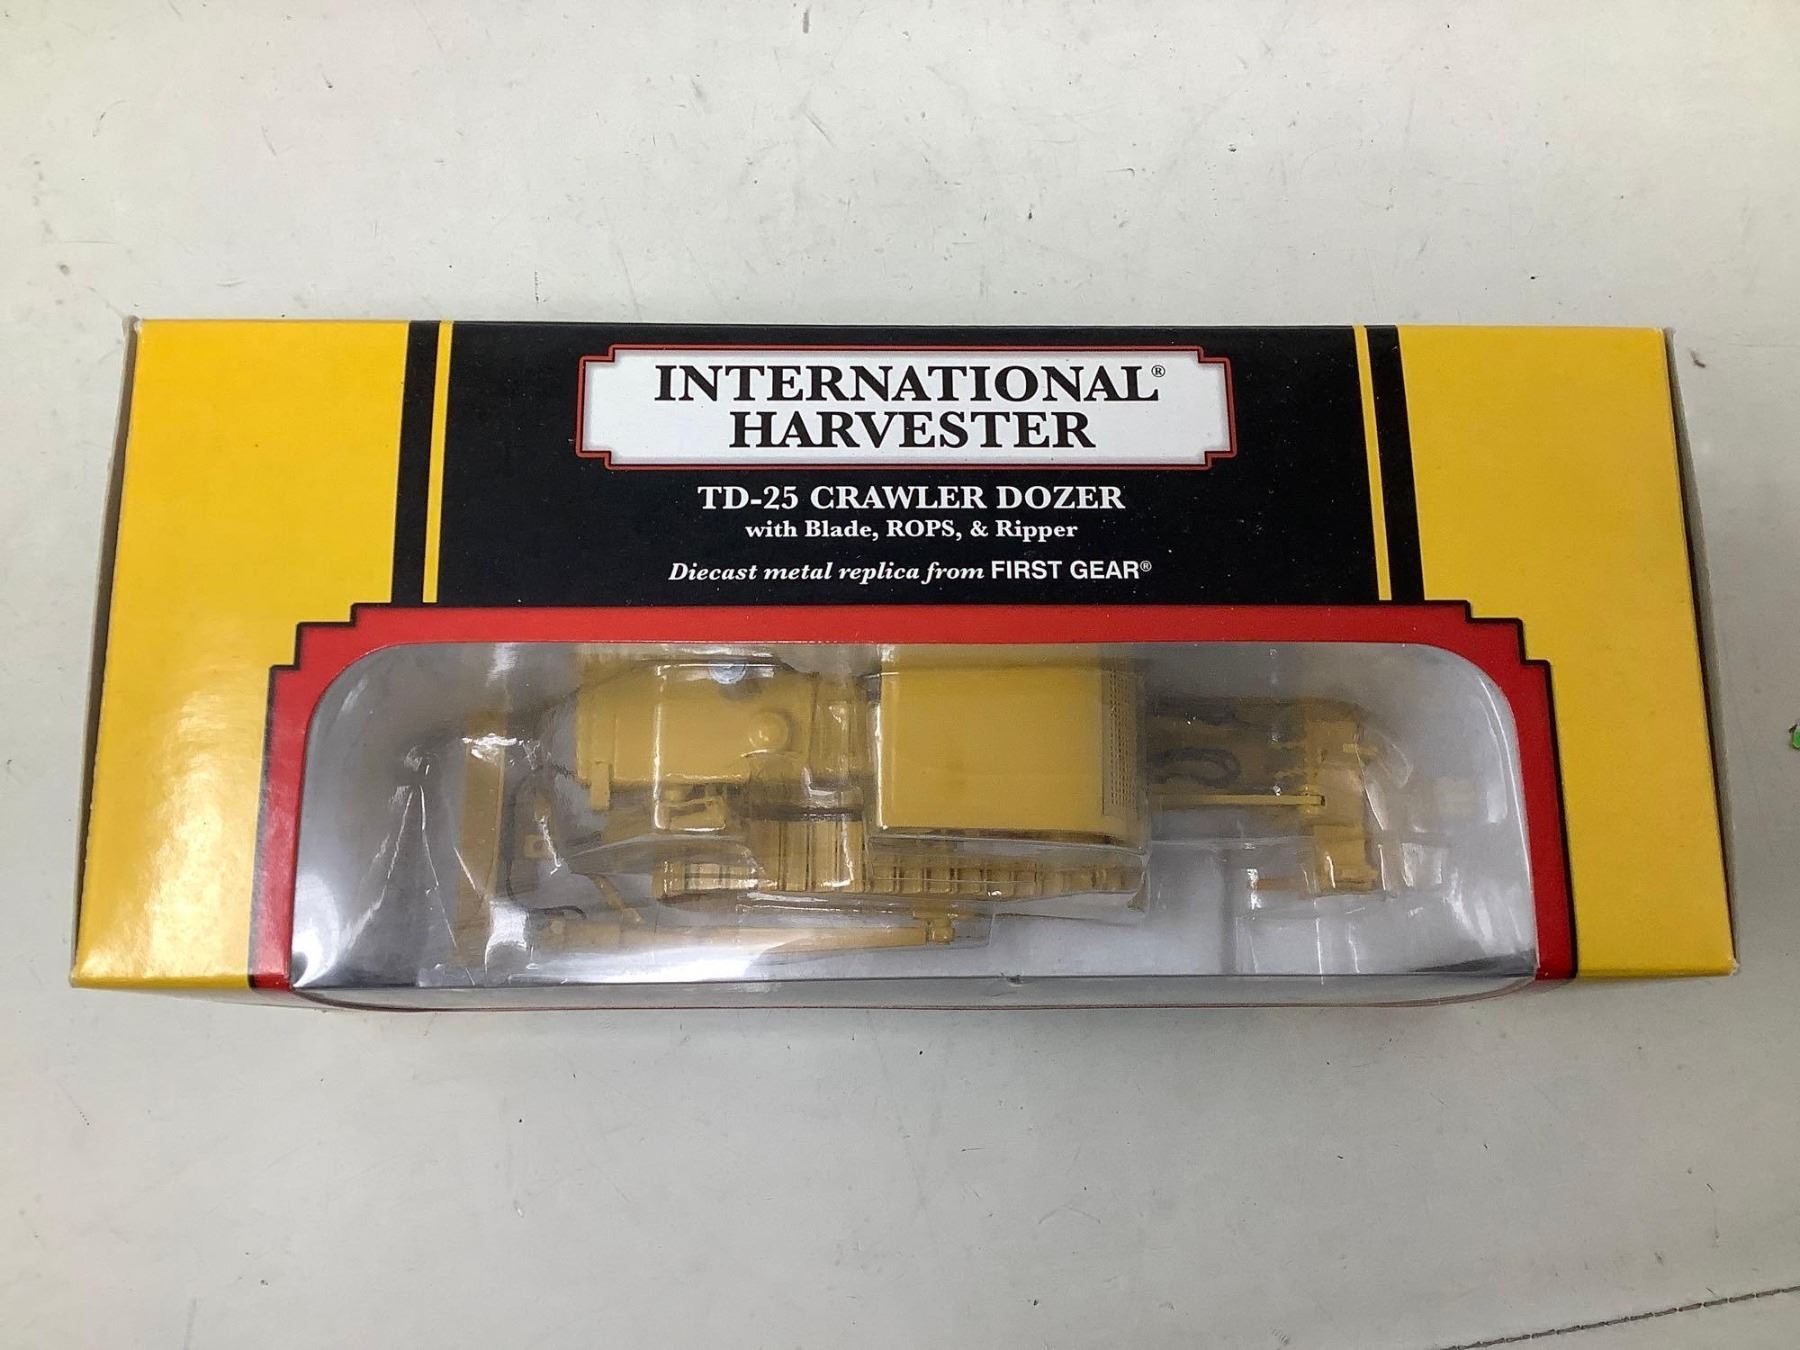 INTERNATIONAL®
HARVESTER
TD-25 CRAWLER DOZER
with Blade, ROPS, & Ripper
Diecast metal replica from FIRST GEAR®